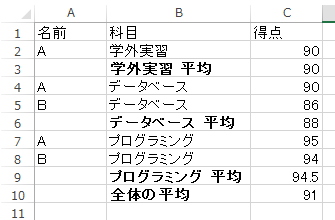 A B C
1 名前 科目 得点
2 A 学外実習 90
3 学外実習 平均 90
4 A データベース 90
5 B データベース 86
6 データベース 平均 88
7 A プログラミング 95
8 B プログラミング 94
9 プログラミング 平均 94.5
10 全体の平均 91
11